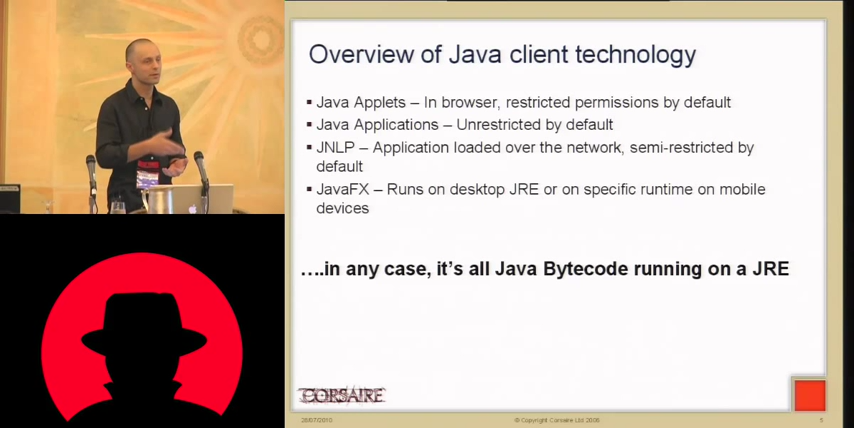 Overview of Java client technology
▪ Java Applets – In browser, restricted permissions by default
▪ Java Applications – Unrestricted by default
▪ JNLP – Application loaded over the network, semi-restricted by
default
▪ JavaFX – Runs on desktop JRE or on specific runtime on mobile
devices
….in any case, it’s all Java Bytecode running on a JRE
CORSAIRE
© Copyright Corsaire Ltd 2006